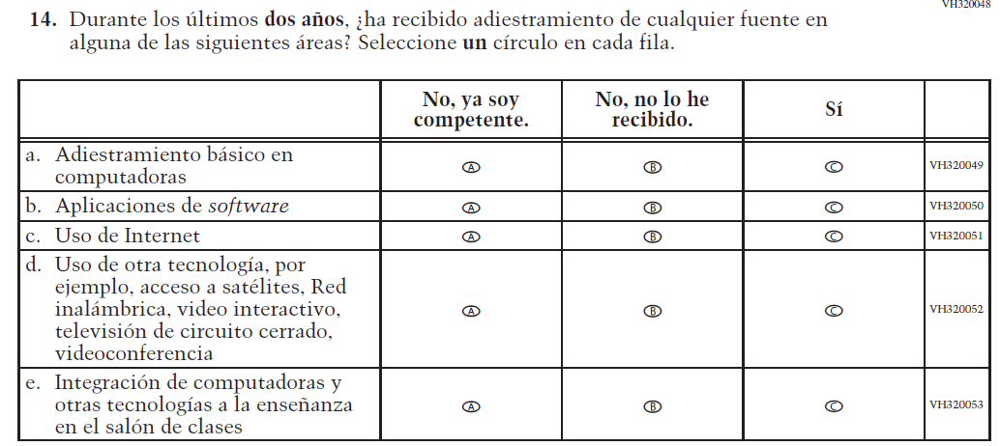 VH320048
14. Durante los últimos dos años, ¿ha recibido adiestramiento de cualquier fuente en
alguna de las siguientes áreas? Seleccione un círculo en cada fila.
No, ya soy
competente.
No, no lo he
recibido.
Sí
a. Adiestramiento básico en
computadoras
A B C VH320049
b. Aplicaciones de software A B C VH320050
c. Uso de Internet A B C VH320051
d. Uso de otra tecnología, por
ejemplo, acceso a satélites, Red
inalámbrica, video interactivo,
televisión de circuito cerrado,
videoconferencia
A B C VH320052
e. Integración de computadoras y
otras tecnologías a la enseñanza
en el salón de clases
A B C VH320053